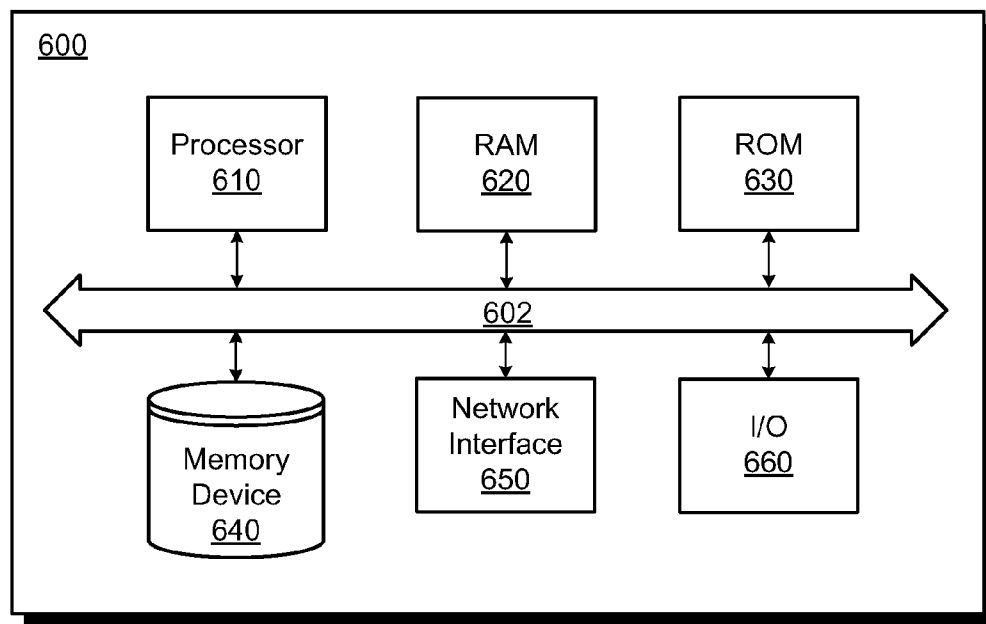 600
Processor
610
RAM
620
ROM
630
602
Memory
Device
640
Network
Interface
650
I/O
660